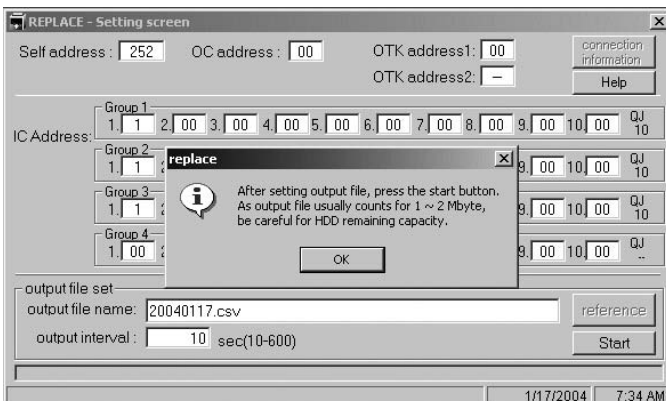 REPLACE - Setting screen
Self address : 252 OC address : 00 OTK address1: 00 connection information
OTK address2: – Help
IC Address:
Group 1
1. 1 2. 00 3. 00 4. 00 5. 00 6. 00 7. 00 8. 00 9. 00 10. 00 QJ 10
Group 2
1. 1 9. 00 10. 00 QJ 10
Group 3
1. 1 9. 00 10. 00 QJ 10
Group 4
1. 00 9. 00 10. 00 QJ --
replace
After setting output file, press the start button.
As output file usually counts for 1 ~ 2 Mbyte,
be careful for HDD remaining capacity.
OK
output file set
output file name: 20040117.csv reference
output interval : 10 sec(10-600) Start
1/17/2004 7:34 AM